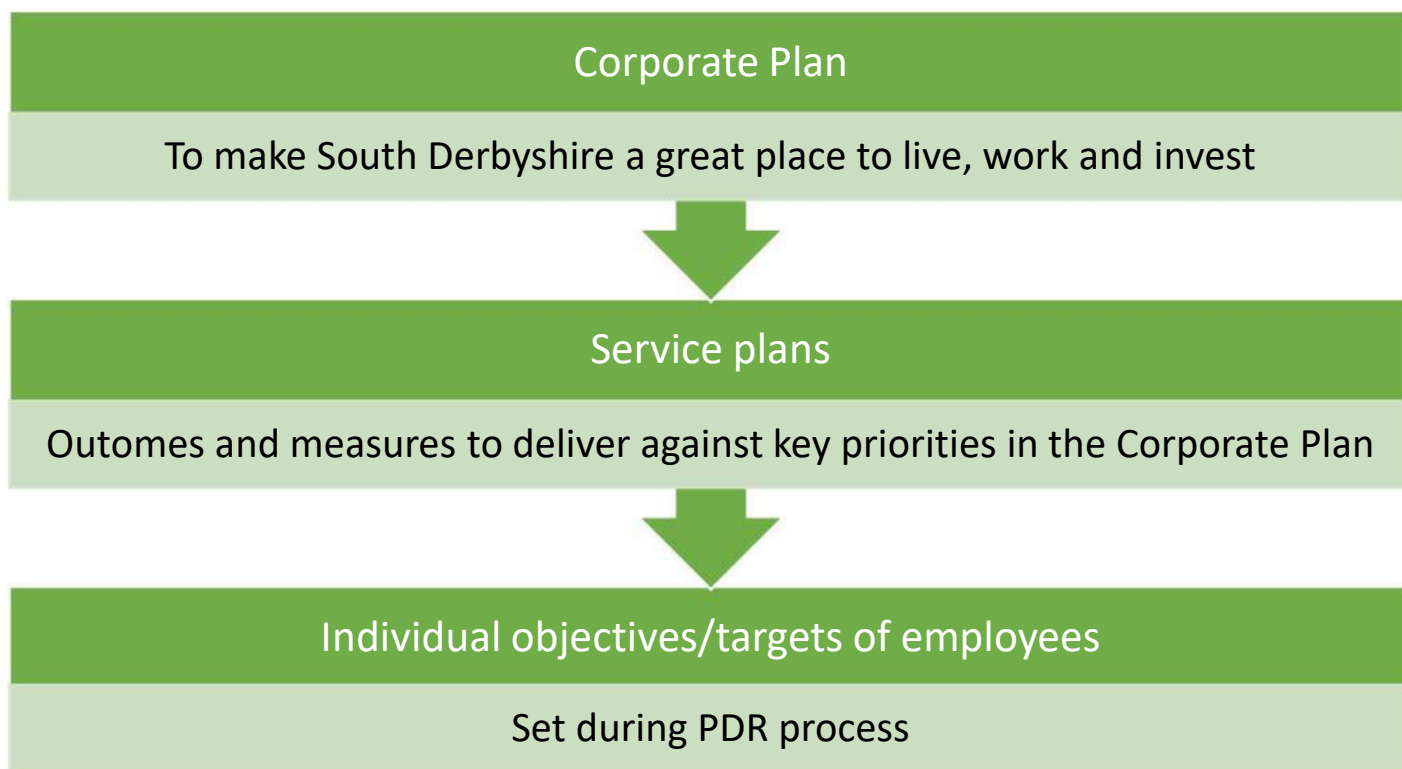 Corporate Plan
To make South Derbyshire a great place to live, work and invest
Service plans
Outomes and measures to deliver against key priorities in the Corporate Plan
Individual objectives/targets of employees
Set during PDR process